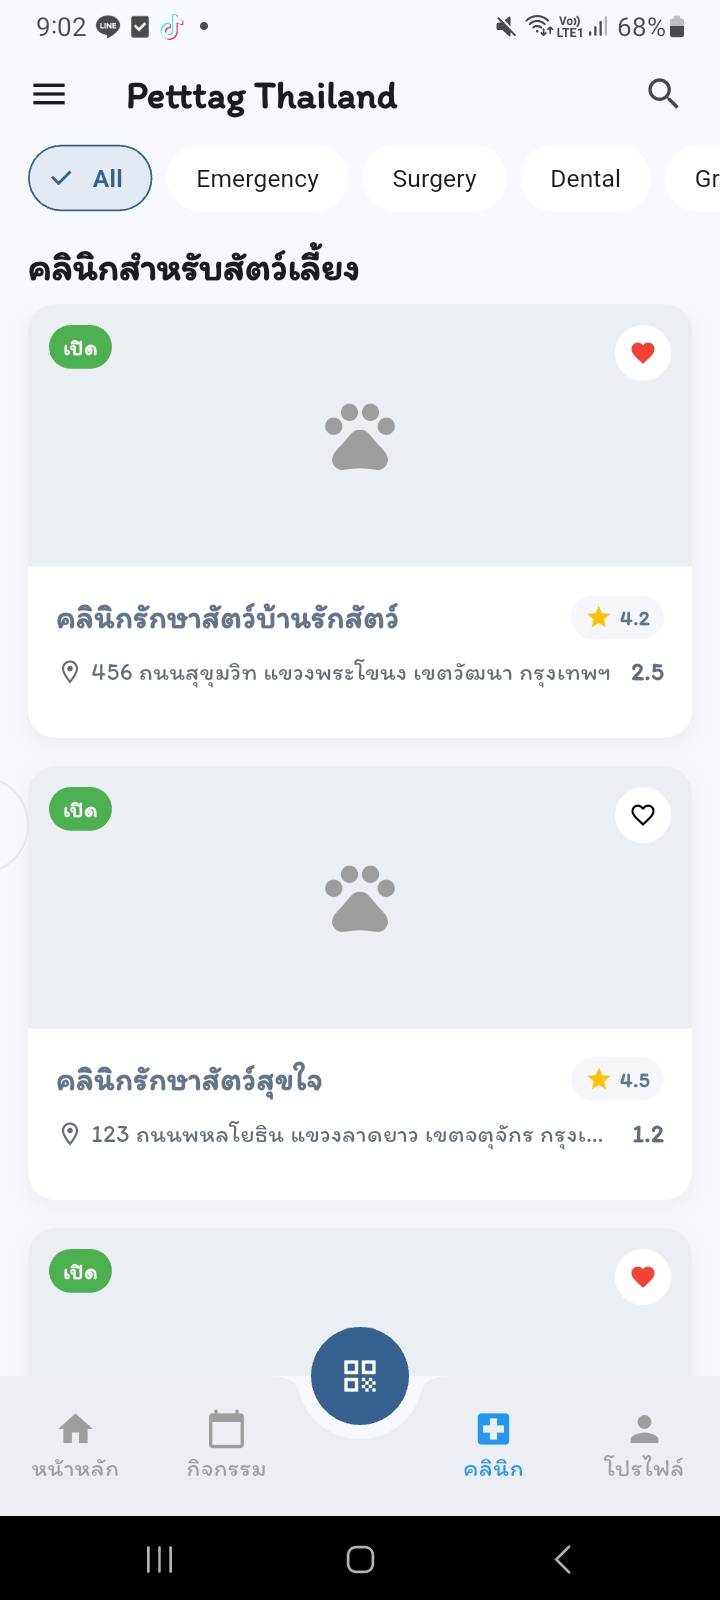 9:02 LINE Vo)) LTE1 68%
Petttag Thailand
All Emergency Surgery Dental Gr
คลินิกสำหรับสัตว์เลี้ยง
เปิด
คลินิกรักษาสัตว์บ้านรักสัตว์ 4.2
456 ถนนสุขุมวิท แขวงพระโขนง เขตวัฒนา กรุงเทพฯ 2.5
เปิด
คลินิกรักษาสัตว์สุขใจ 4.5
123 ถนนพหลโยธิน แขวงลาดยาว เขตจตุจักร กรุงเ... 1.2
เปิด
หน้าหลัก กิจกรรม คลินิก โปรไฟล์